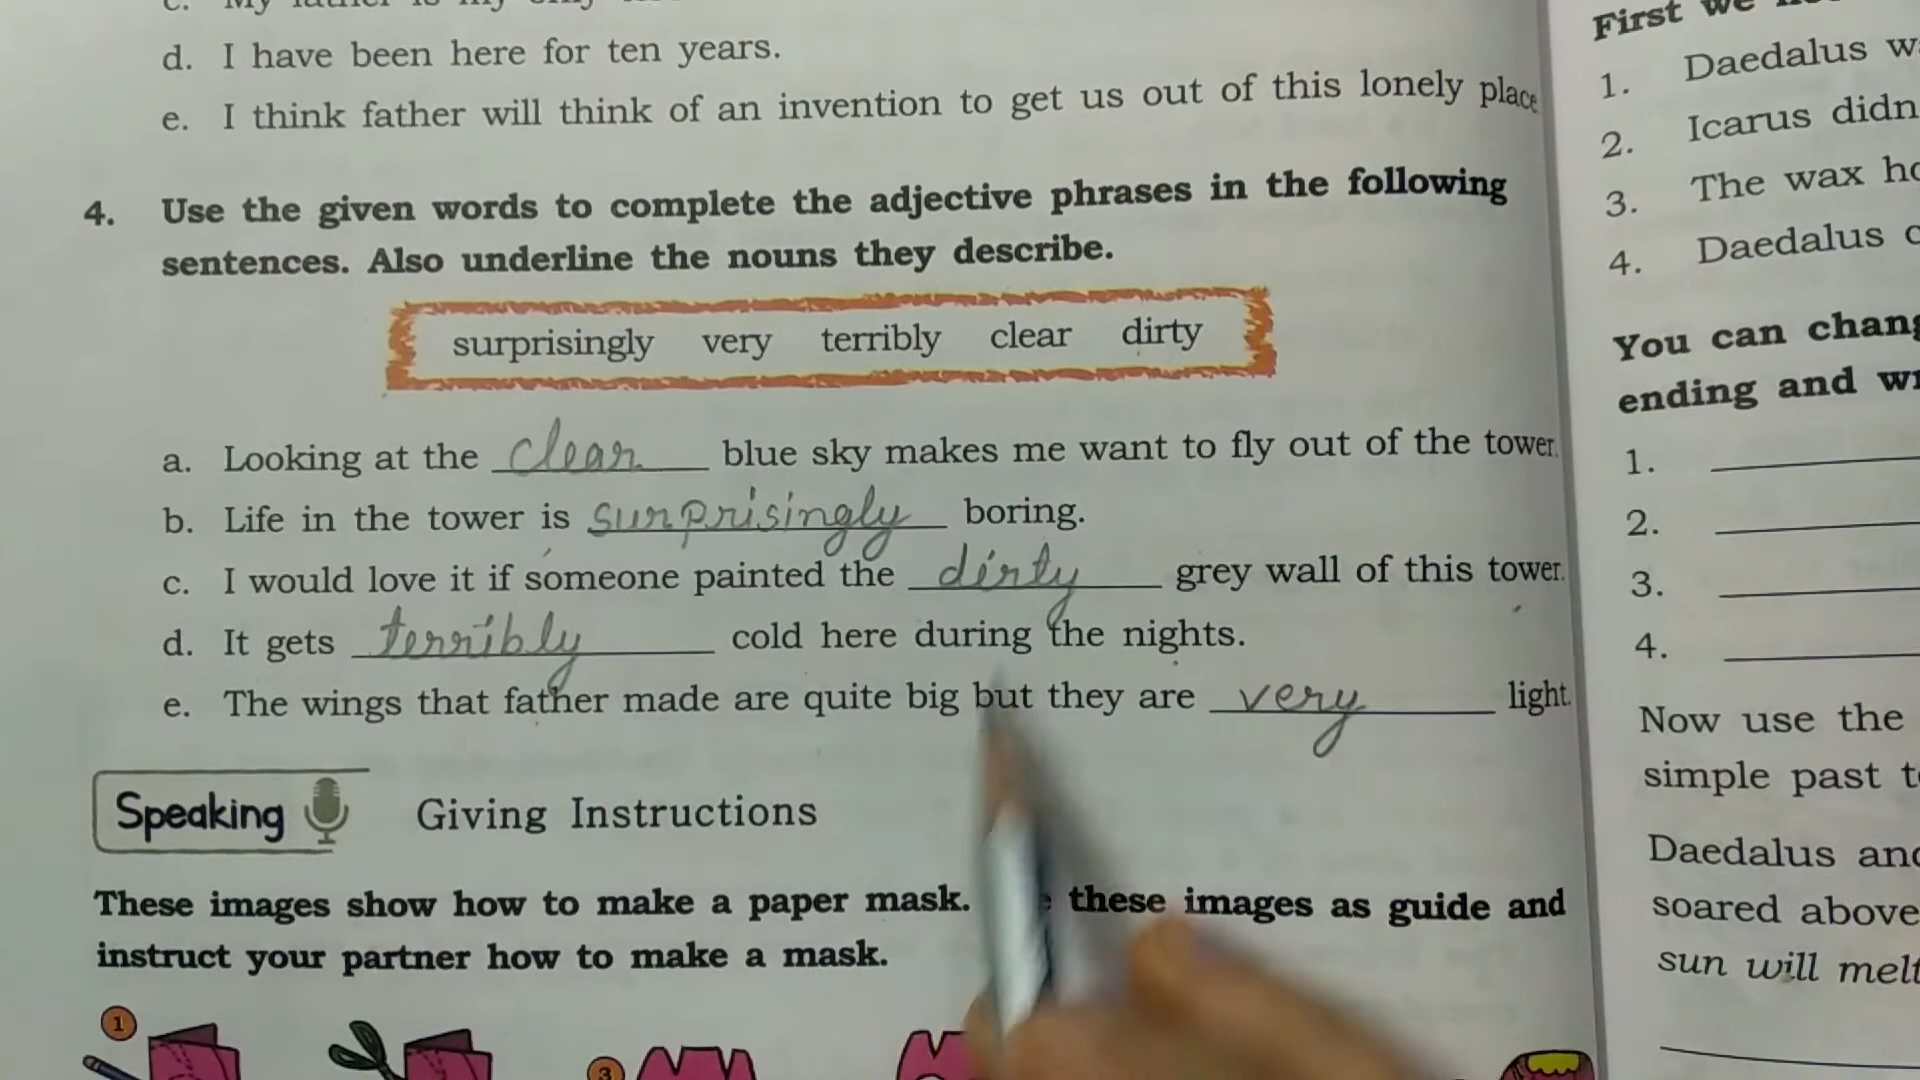 d. I have been here for ten years.
e. I think father will think of an invention to get us out of this lonely place
4. Use the given words to complete the adjective phrases in the following
sentences. Also underline the nouns they describe.
surprisingly very terribly clear dirty
a. Looking at the clear blue sky makes me want to fly out of the tower.
b. Life in the tower is surprisingly boring.
c. I would love it if someone painted the dirty grey wall of this tower.
d. It gets terribly cold here during the nights.
e. The wings that father made are quite big but they are very light.
Speaking Giving Instructions
These images show how to make a paper mask. these images as guide and
instruct your partner how to make a mask.
1
3
First we
1. Daedalus
2. Icarus
3. The wax
4. Daedalus
You can
ending and
1.
2.
3.
4.
Now use the
simple past
Daedalus
soared above
sun will melt